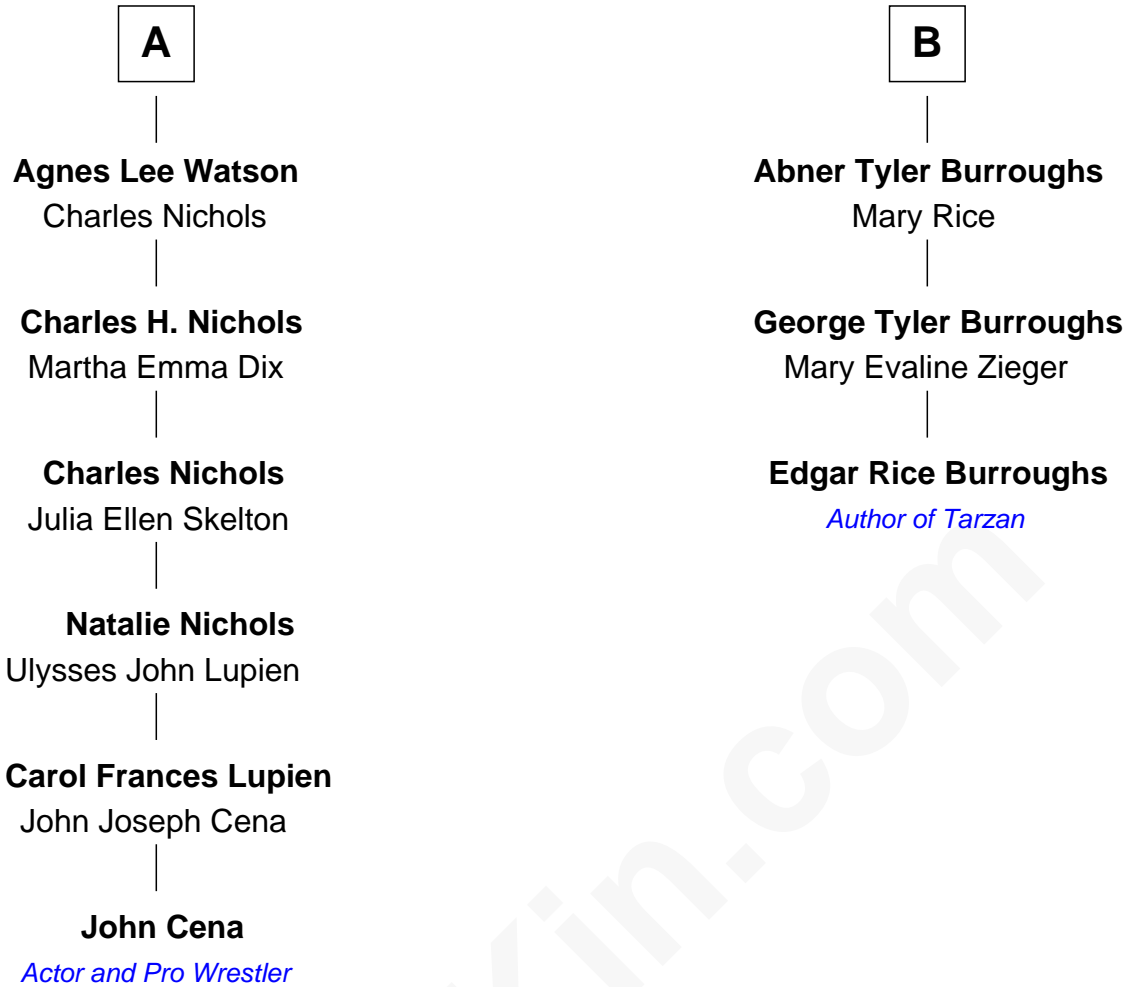 A
Agnes Lee Watson
Charles Nichols
Charles H. Nichols
Martha Emma Dix
Charles Nichols
Julia Ellen Skelton
Natalie Nichols
Ulysses John Lupien
Carol Frances Lupien
John Joseph Cena
John Cena
Actor and Pro Wrestler
B
Abner Tyler Burroughs
Mary Rice
George Tyler Burroughs
Mary Evaline Zieger
Edgar Rice Burroughs
Author of Tarzan
Kin.com